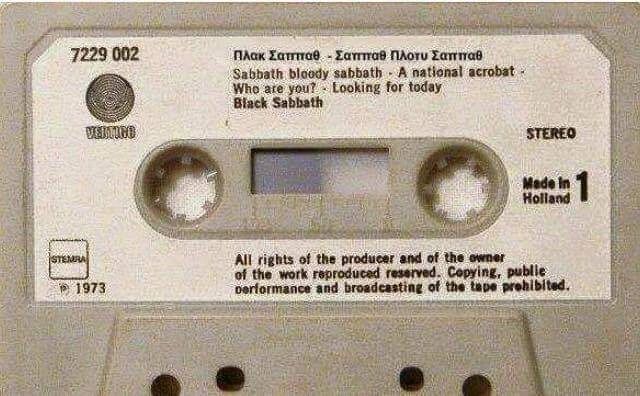 7229 002
VERTIGO
Πλακ Σαππαθ - Σαππαθ Πλοτυ Σαππαθ
Sabbath bloody sabbath - A national acrobat -
Who are you? - Looking for today
Black Sabbath
STEREO
Made in
Holland 1
STEMRA
℗ 1973
All rights of the producer and of the owner
of the work reproduced reserved. Copying, public
performance and broadcasting of the tape prohibited.